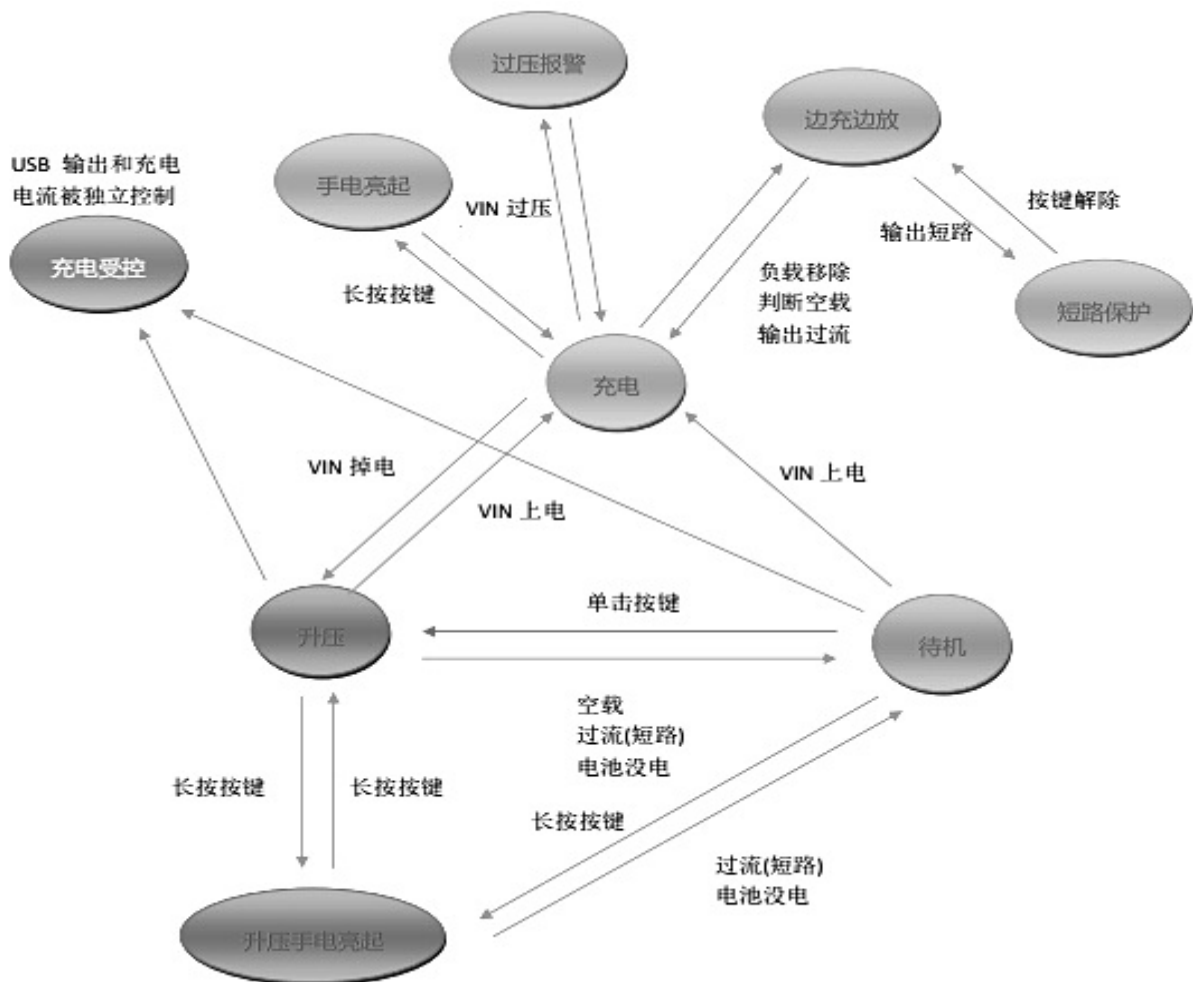 过压报警
边充边放
USB 输出和充电
电流被独立控制
手电亮起
VIN 过压
按键解除
输出短路
充电受控
长按按键
负载移除
判断空载
输出过流
短路保护
充电
VIN 掉电
VIN 上电
VIN 上电
单击按键
升压
待机
空载
过流(短路)
电池没电
长按按键
长按按键
长按按键
过流(短路)
电池没电
升压手电亮起